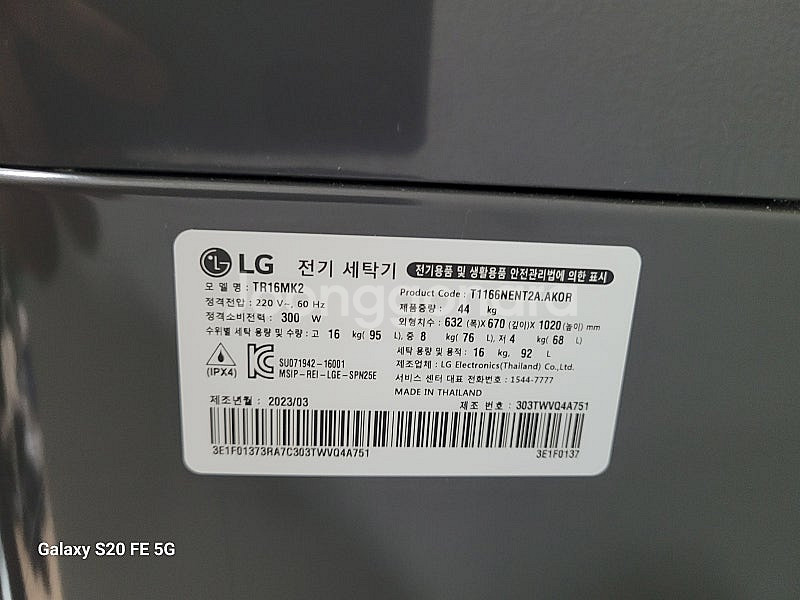 LG 전기 세탁기 전기용품 및 생활용품 안전관리법에 의한 표시
모 델 명 : TR16MK2
정격전압 : 220 V~, 60 Hz
정격소비전력 : 300 W
Product Code : T1166NENT2A.AKOR
제품중량 : 44 kg
외형치수 : 632 (폭)X 670 (깊이)X 1020(높이) mm
수위별 세탁 용량 및 수량 : 고 16 kg( 95 L), 중 8 kg( 76 L), 저 4 kg( 68 L)
세탁 용량 및 용적 : 16 kg, 92 L
(IPX4)
SU071942-16001
MSIP-REI-LGE-SPN25E
제조업체 : LG Electronics(Thailand) Co.,Ltd.
서비스 센터 대표 전화번호 : 1544-7777
MADE IN THAILAND
제조년월 : 2023/03
제조 번호 : 303TWVQ4A751
3E1F01373RA7C303TWVQ4A751
3E1F0137
Galaxy S20 FE 5G